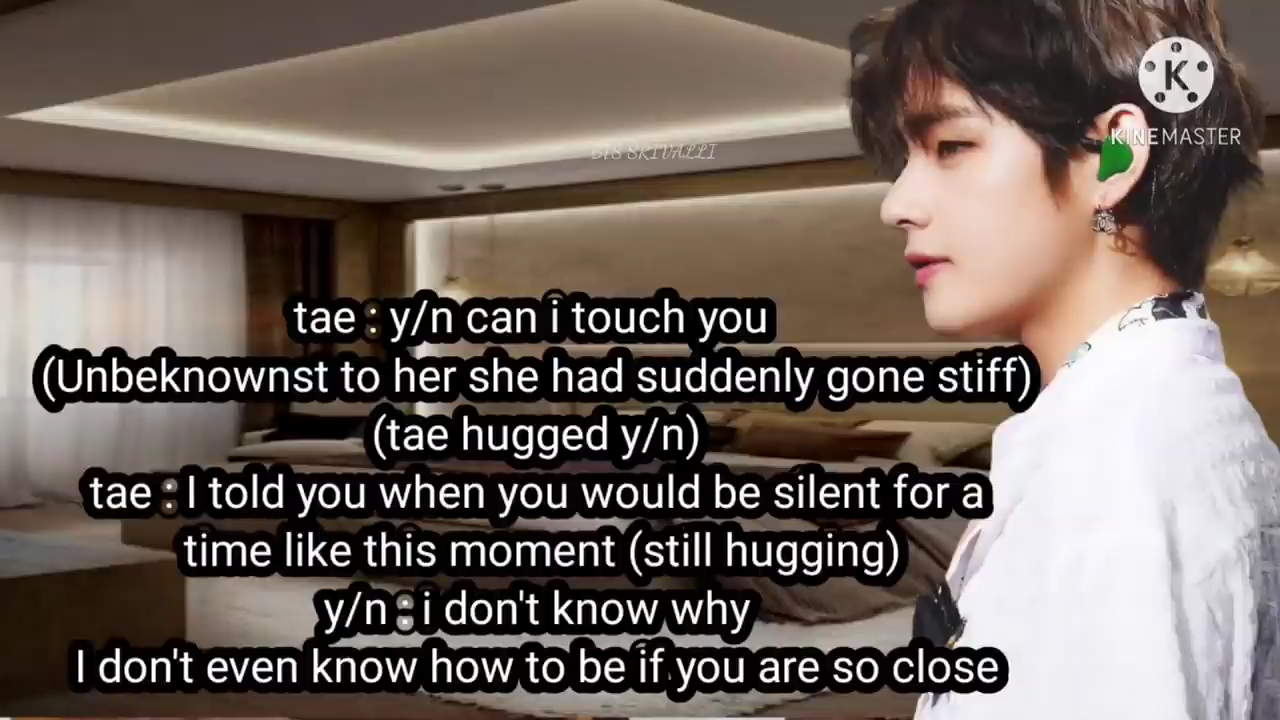 KINEMASTER
BTS SRIVALLI
tae : y/n can i touch you
(Unbeknownst to her she had suddenly gone stiff)
(tae hugged y/n)
tae : I told you when you would be silent for a
time like this moment (still hugging)
y/n : i don't know why
I don't even know how to be if you are so close